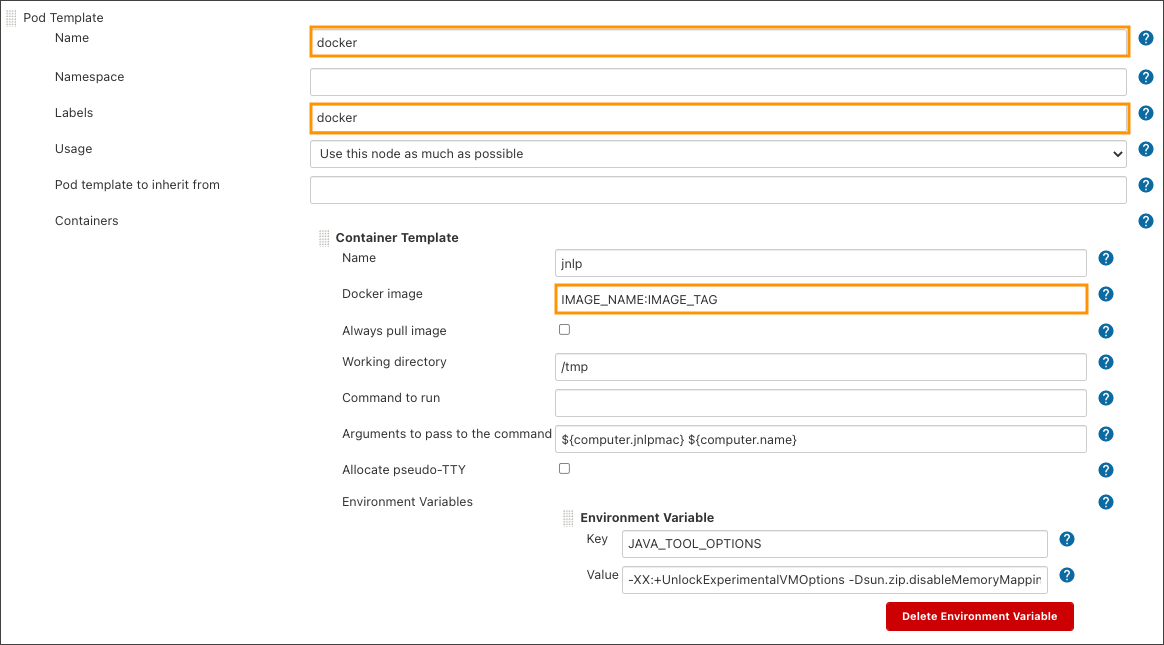 Pod Template
Name
docker
Namespace
Labels
docker
Usage
Use this node as much as possible
Pod template to inherit from
Containers
Container Template
Name
jnlp
Docker image
IMAGE_NAME:IMAGE_TAG
Always pull image
Working directory
/tmp
Command to run
Arguments to pass to the command
${computer.jnlpmac} ${computer.name}
Allocate pseudo-TTY
Environment Variables
Environment Variable
Key
JAVA_TOOL_OPTIONS
Value
-XX:+UnlockExperimentalVMOptions -Dsun.zip.disableMemoryMappin
Delete Environment Variable